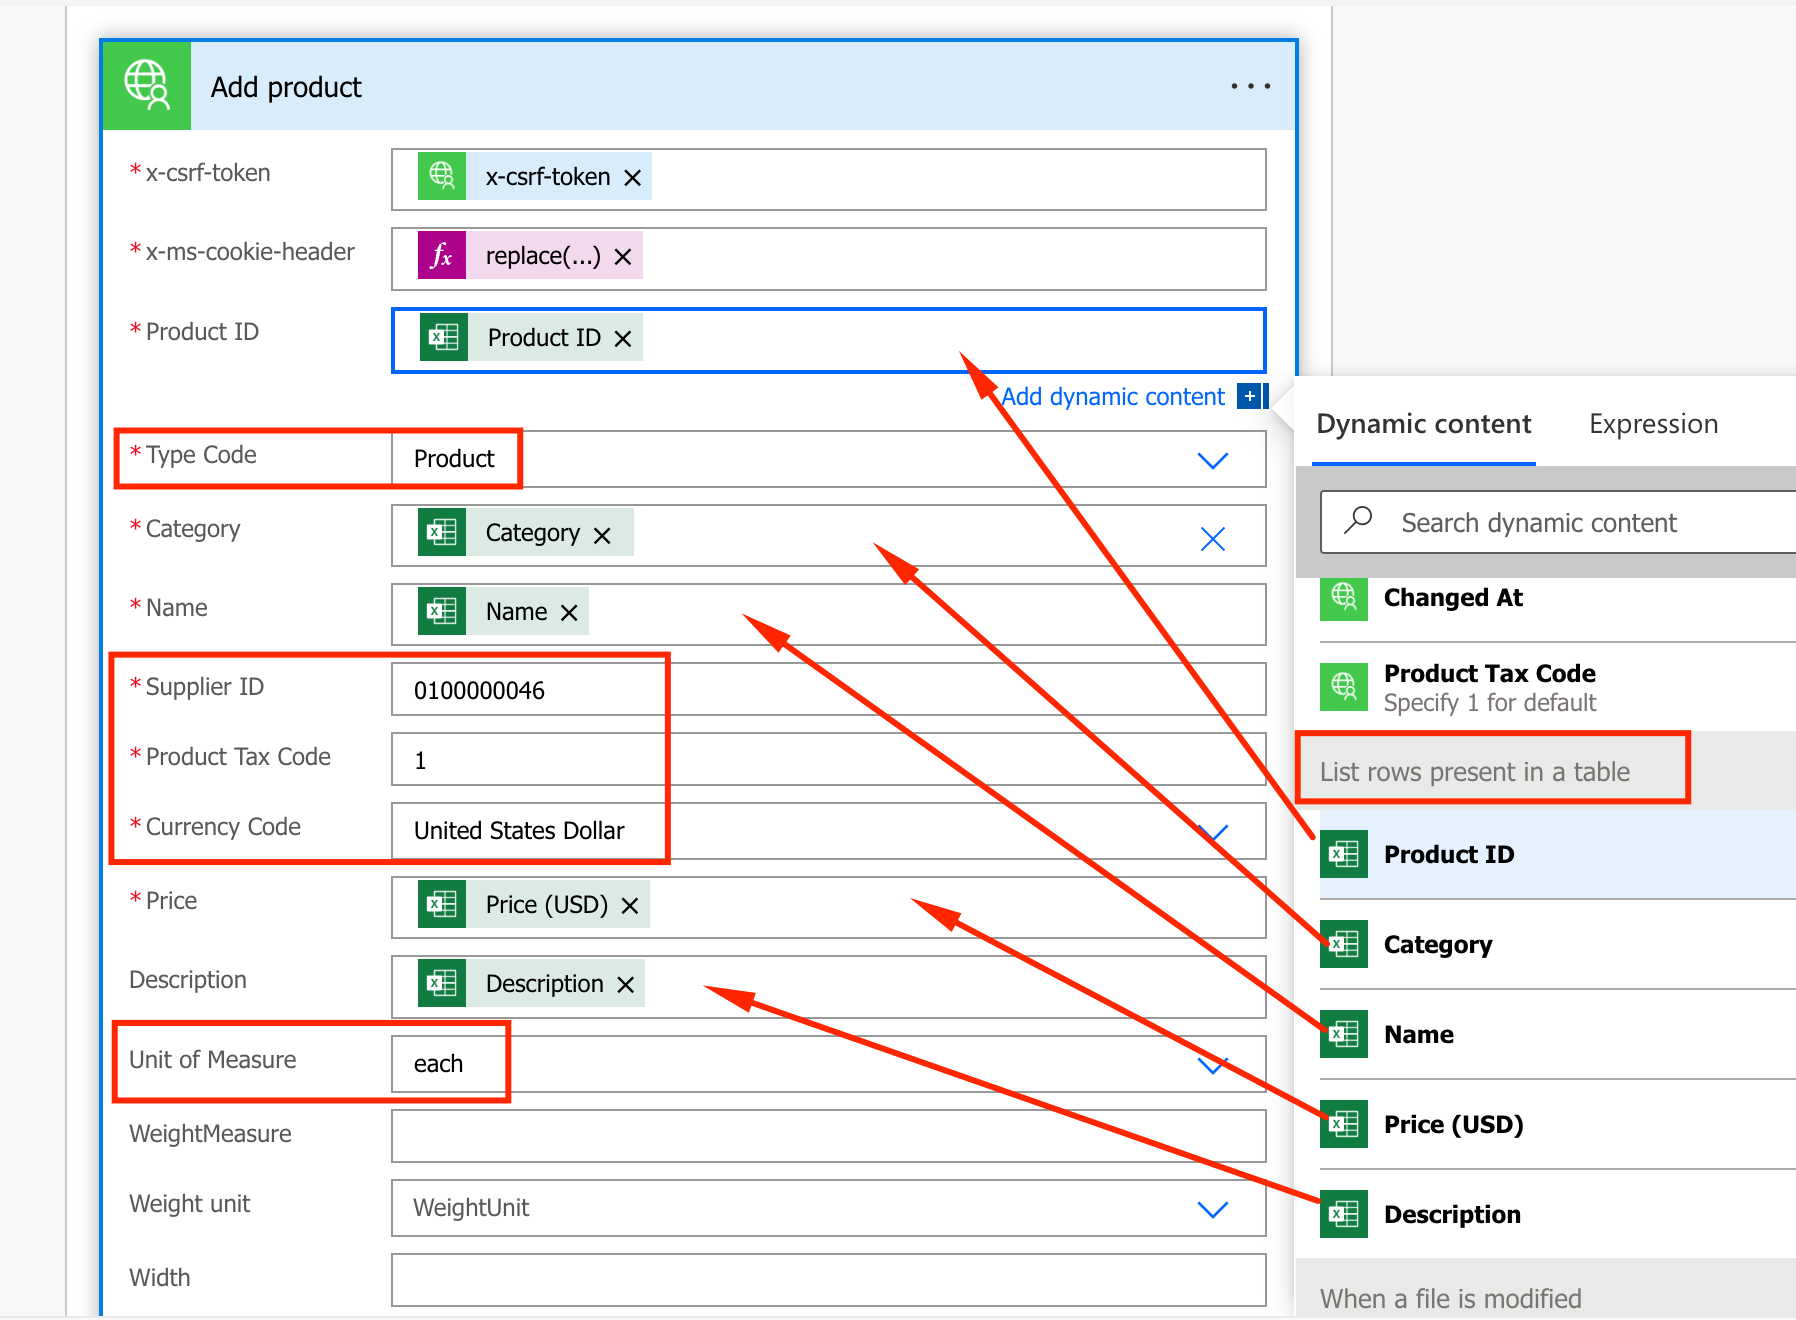 Add product
* x-csrf-token
x-csrf-token
* x-ms-cookie-header
fx replace(...)
* Product ID
Product ID
Add dynamic content
* Type Code
Product
* Category
Category
* Name
Name
* Supplier ID
0100000046
* Product Tax Code
1
* Currency Code
United States Dollar
* Price
Price (USD)
Description
Description
Unit of Measure
each
WeightMeasure
Weight unit
WeightUnit
Width
Dynamic content
Expression
Search dynamic content
Changed At
Product Tax Code
Specify 1 for default
List rows present in a table
Product ID
Category
Name
Price (USD)
Description
When a file is modified